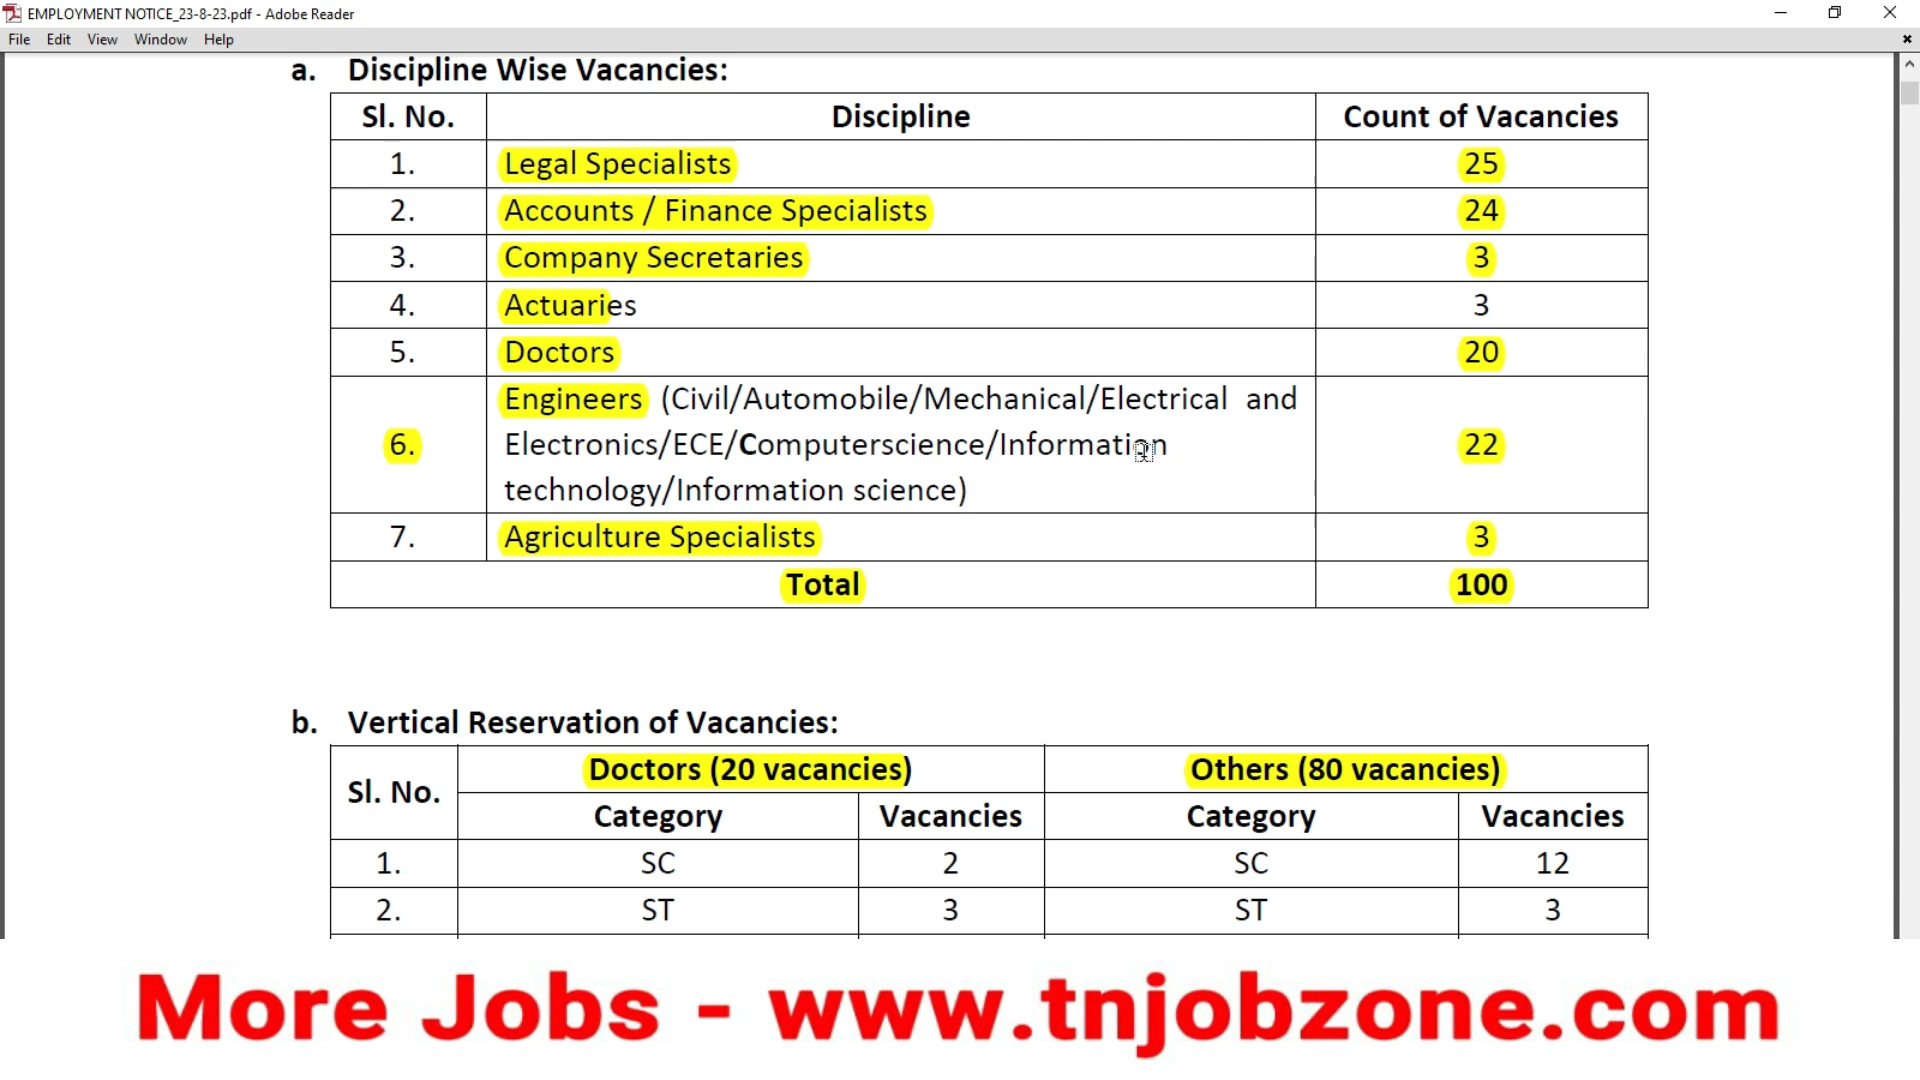 EMPLOYMENT NOTICE_23-8-23.pdf - Adobe Reader
File Edit View Window Help
a. Discipline Wise Vacancies:
Sl. No. Discipline Count of Vacancies
1. Legal Specialists 25
2. Accounts / Finance Specialists 24
3. Company Secretaries 3
4. Actuaries 3
5. Doctors 20
Engineers (Civil/Automobile/Mechanical/Electrical and
6. Electronics/ECE/Computerscience/Information 22
technology/Information science)
7. Agriculture Specialists 3
Total 100
b. Vertical Reservation of Vacancies:
Sl. No. Doctors (20 vacancies) Others (80 vacancies)
Category Vacancies Category Vacancies
1. SC 2 SC 12
2. ST 3 ST 3
More Jobs - www.tnjobzone.com